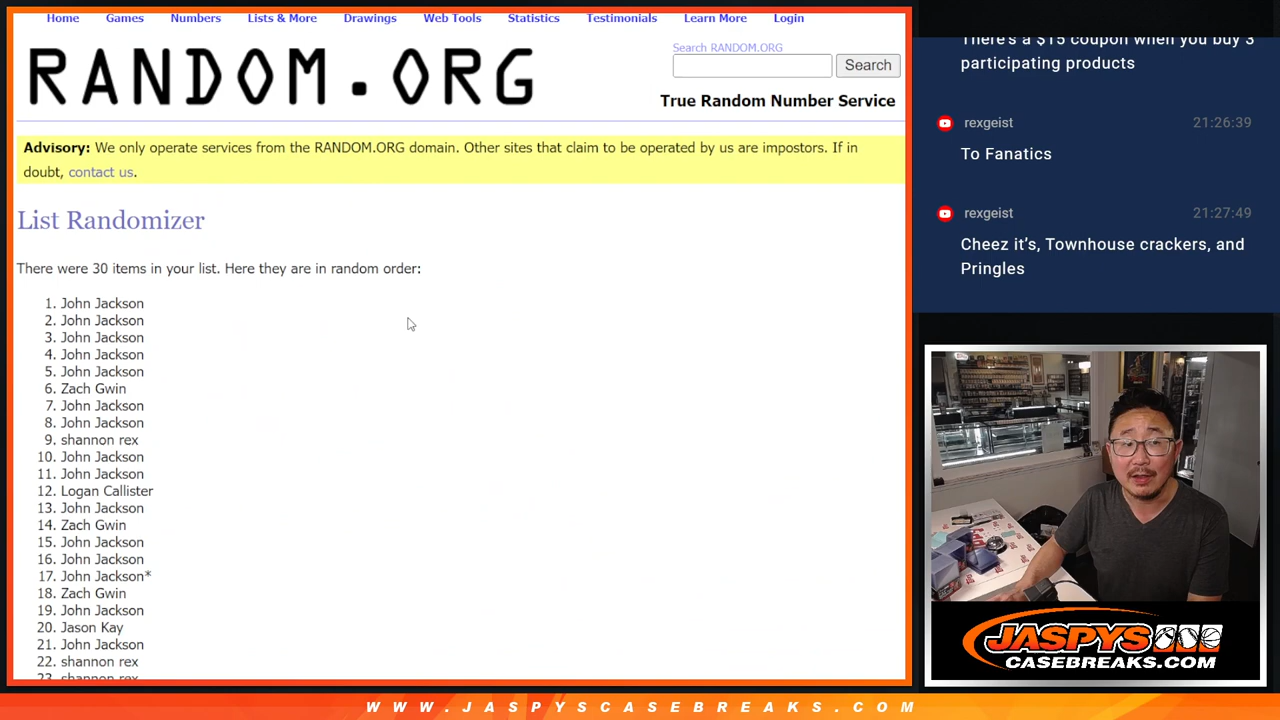 Home Games Numbers Lists & More Drawings Web Tools Statistics Testimonials Learn More Login
RANDOM.ORG
Search RANDOM.ORG
Search
True Random Number Service
Advisory: We only operate services from the RANDOM.ORG domain. Other sites that claim to be operated by us are impostors. If in
doubt, contact us.
List Randomizer
There were 30 items in your list. Here they are in random order:
1. John Jackson
2. John Jackson
3. John Jackson
4. John Jackson
5. John Jackson
6. Zach Gwin
7. John Jackson
8. John Jackson
9. shannon rex
10. John Jackson
11. John Jackson
12. Logan Callister
13. John Jackson
14. Zach Gwin
15. John Jackson
16. John Jackson
17. John Jackson*
18. Zach Gwin
19. John Jackson
20. Jason Kay
21. John Jackson
22. shannon rex
23. shannon rex
There's a $15 coupon when you buy 3
participating products
rexgeist 21:26:39
To Fanatics
rexgeist 21:27:49
Cheez it's, Townhouse crackers, and
Pringles
JASPYS
CASEBREAKS.COM
WWW.JASPYSCASEBREAKS.COM